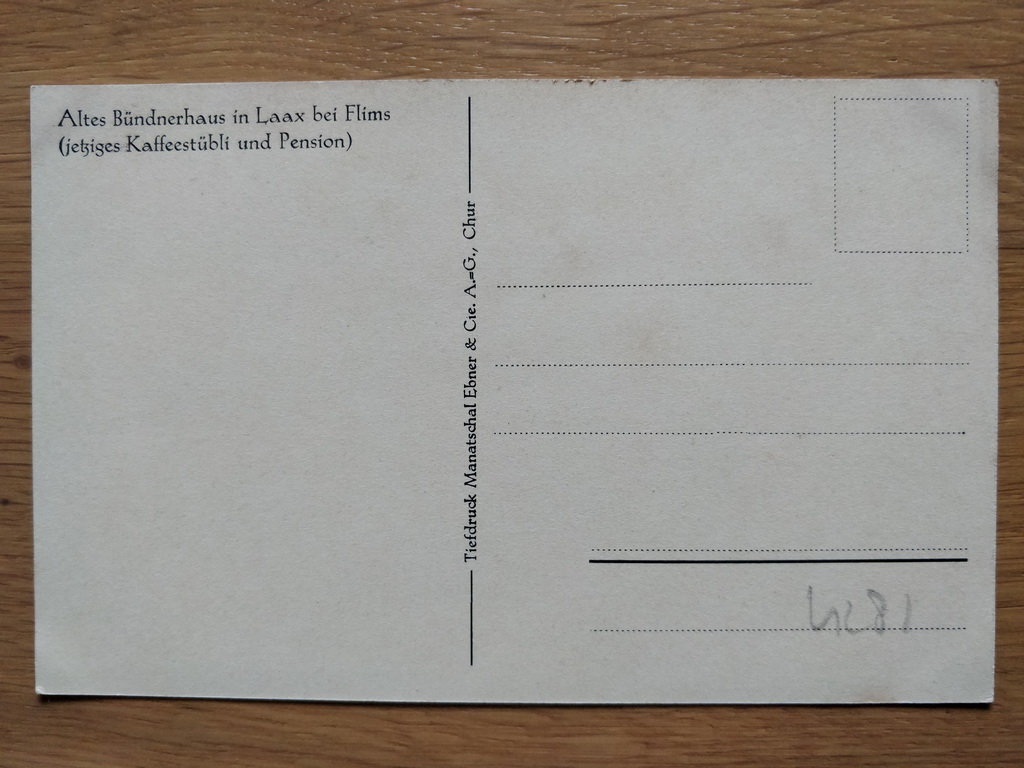 Altes Bündnerhaus in Laax bei Flims
(jetziges Kaffeestübli und Pension)
Tiefdruck Manatschal Ebner & Cie. A.=G., Chur